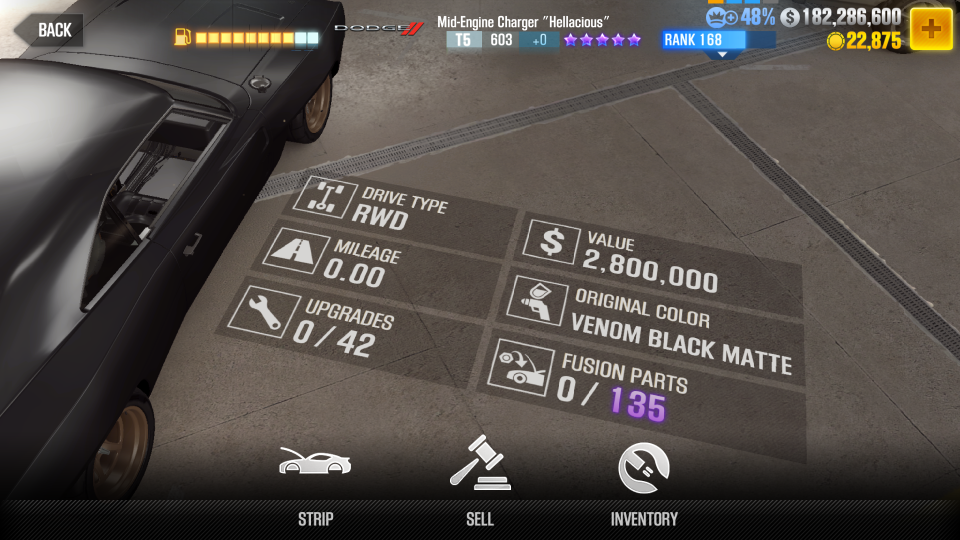 BACK
DODGE
Mid-Engine Charger "Hellacious"
T5 603 +0
48%
$ 182,286,600
RANK 168
22,875
DRIVE TYPE
RWD
MILEAGE
0.00
UPGRADES
0 / 42
$
VALUE
2,800,000
ORIGINAL COLOR
VENOM BLACK MATTE
FUSION PARTS
0 / 135
STRIP
SELL
INVENTORY